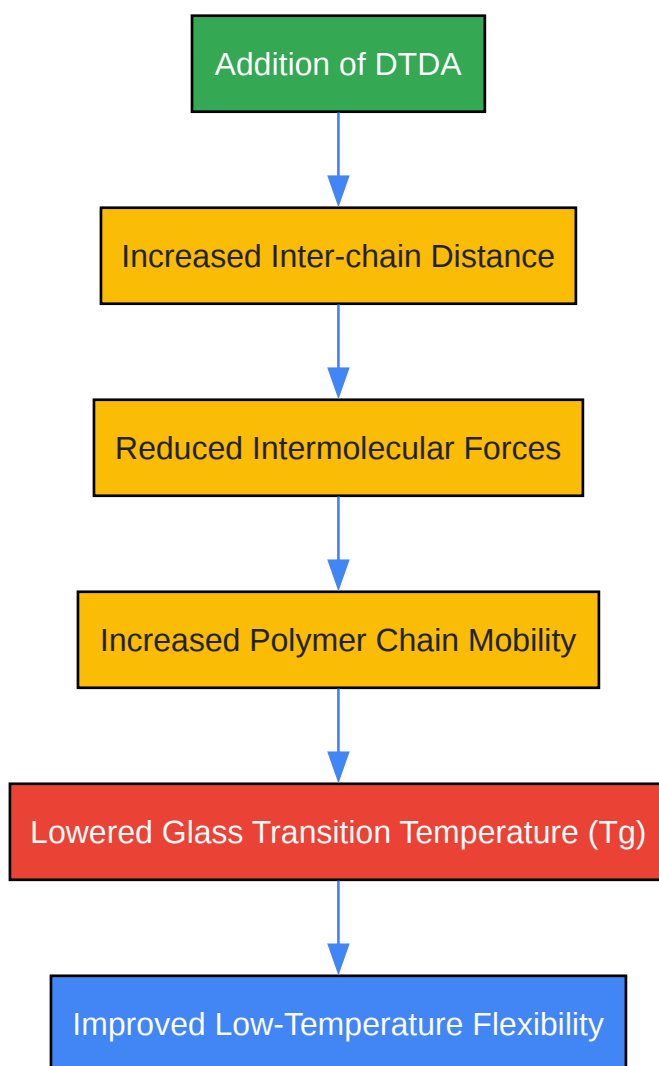 Addition of DTDA
Increased Inter-chain Distance
Reduced Intermolecular Forces
Increased Polymer Chain Mobility
Lowered Glass Transition Temperature (Tg)
Improved Low-Temperature Flexibility